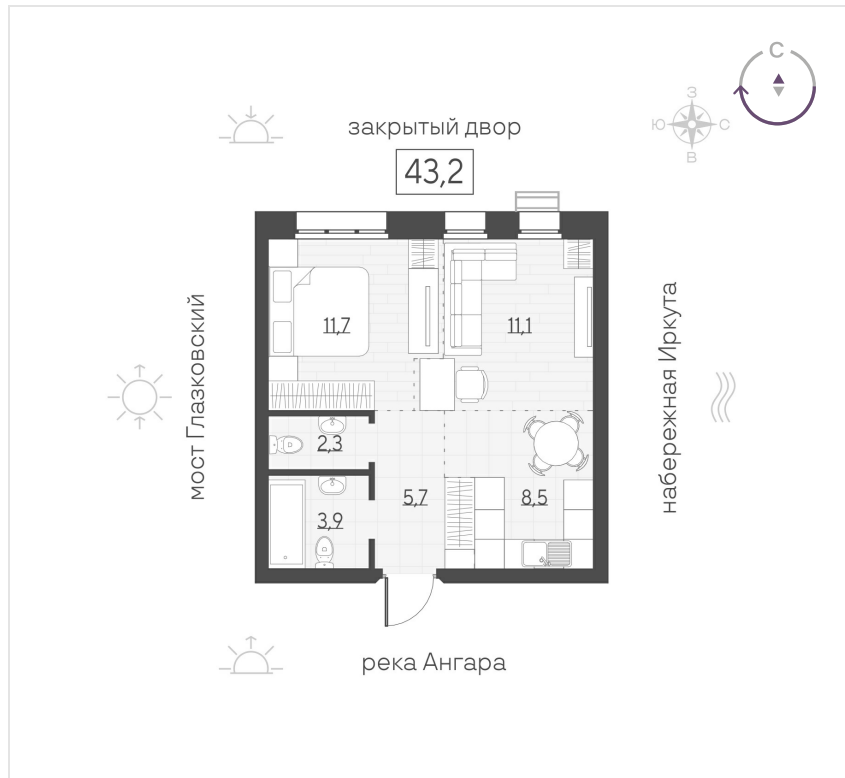 С
З
Ю
С
В
закрытый двор
43,2
мост Глазковский
набережная Иркута
11,7
11,1
2,3
5,7
8,5
3,9
река Ангара